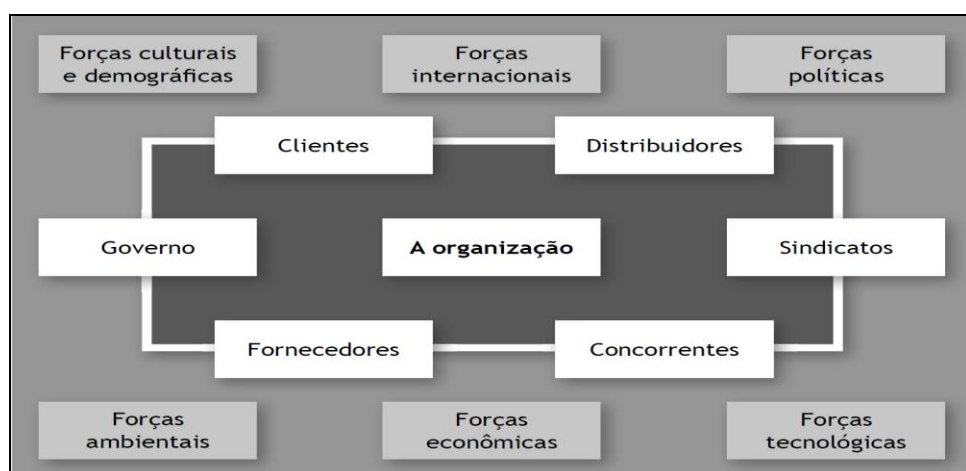 Forças culturais
e demográficas
Forças
internacionais
Forças
políticas
Clientes
Distribuidores
Governo
A organização
Sindicatos
Fornecedores
Concorrentes
Forças
ambientais
Forças
econômicas
Forças
tecnológicas